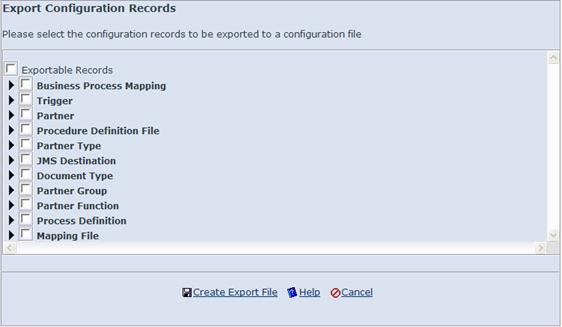 Export Configuration Records
Please select the configuration records to be exported to a configuration file
Exportable Records
Business Process Mapping
Trigger
Partner
Procedure Definition File
Partner Type
JMS Destination
Document Type
Partner Group
Partner Function
Process Definition
Mapping File
Create Export File Help Cancel